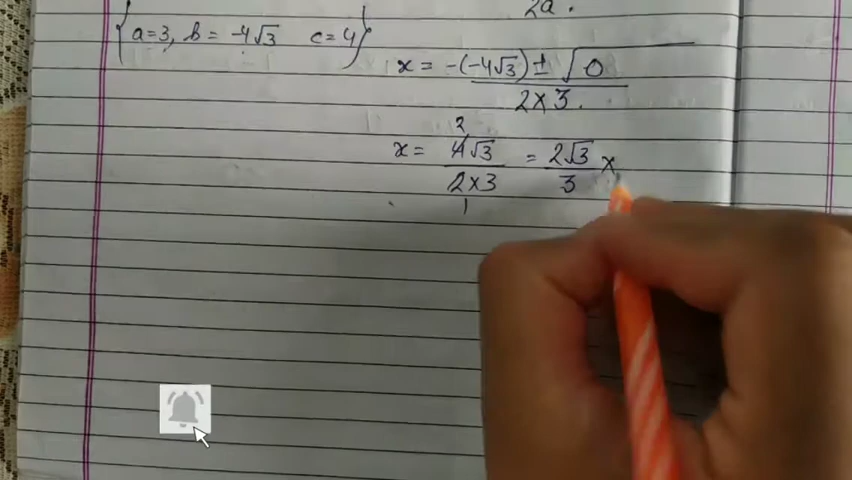 2a.
{a=3, b= -4√3 c=4}
x = -(-4√3) ± √0
2×3.
2
x = 4√3 = 2√3 ×
2×3 3
1